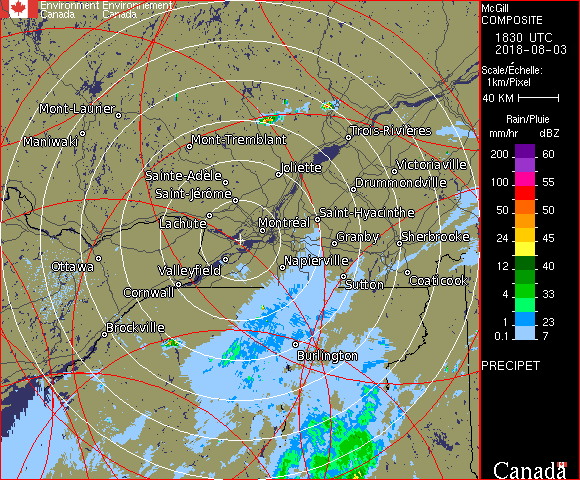 Environment Environnement
Canada Canada
McGill
COMPOSITE
1830 UTC
2018-08-03
Scale/Échelle:
1km/Pixel
40 KM
Rain/Pluie
mm/hr dBZ
200 60
150 57
100 55
50 50
24 45
12 40
4 33
1 23
0.1 7
PRECIPET
Canada
Mont-Laurier
Maniwaki
Mont-Tremblant
Trois-Rivières
Sainte-Adèle
Joliette
Victoriaville
Saint-Jérôme
Drummondville
Lachute
Montréal
Saint-Hyacinthe
Granby
Sherbrooke
Ottawa
Valleyfield
Napierville
Cornwall
Sutton
Coaticook
Brockville
Burlington